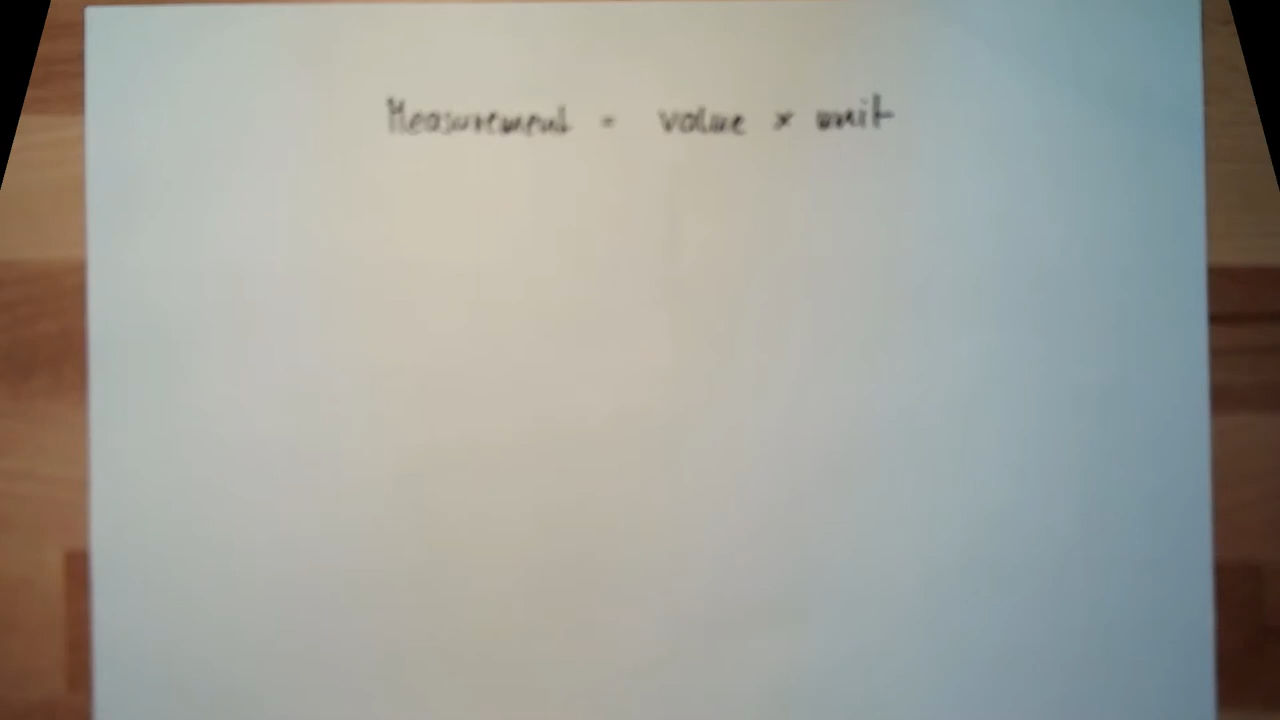 Measurement = value × unit